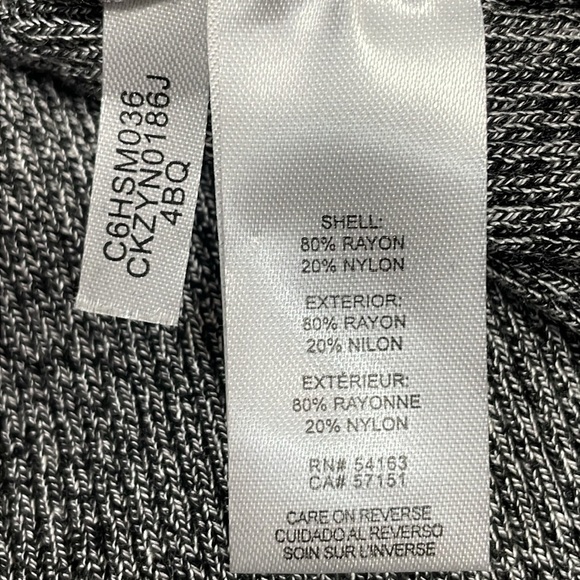 C6HSM036
CKZYN0186J
4BQ
SHELL:
80% RAYON
20% NYLON
EXTERIOR:
80% RAYON
20% NILON
EXTÉRIEUR:
80% RAYONNE
20% NYLON
RN# 54163
CA# 57151
CARE ON REVERSE
CUIDADO AL REVERSO
SOIN SUR L'INVERSE